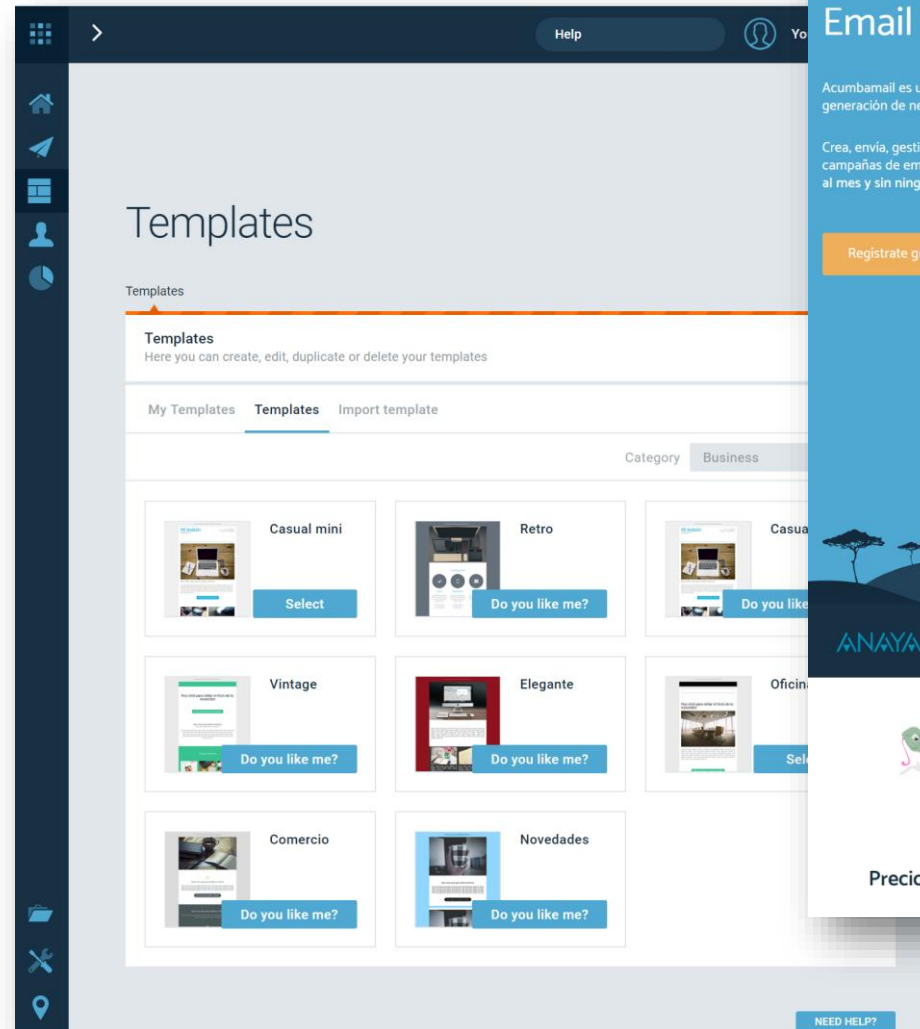 Help
Yo
Email
Acumbamail es u
generación de ne
Crea, envía, gesti
campañas de em
al mes y sin ning
Registrate g
Templates
Templates
Templates
Here you can create, edit, duplicate or delete your templates
My Templates Templates Import template
Category Business
Casual mini
Select
Retro
Do you like me?
Casua
Do you like
Vintage
Do you like me?
Elegante
Do you like me?
Oficin
Sel
ANAYA
Comercio
Do you like me?
Novedades
Do you like me?
Precio
NEED HELP?